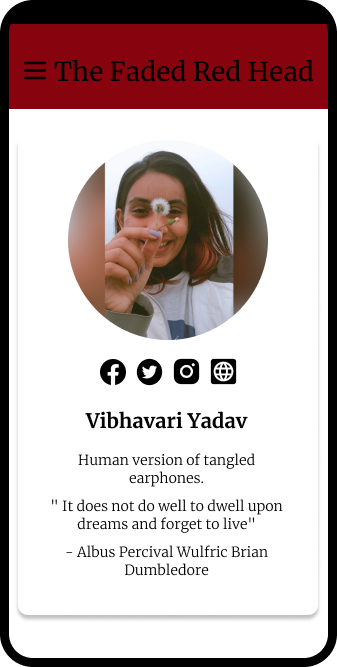 The Faded Red Head
Vibhavari Yadav
Human version of tangled
earphones.
" It does not do well to dwell upon
dreams and forget to live"
- Albus Percival Wulfric Brian
Dumbledore